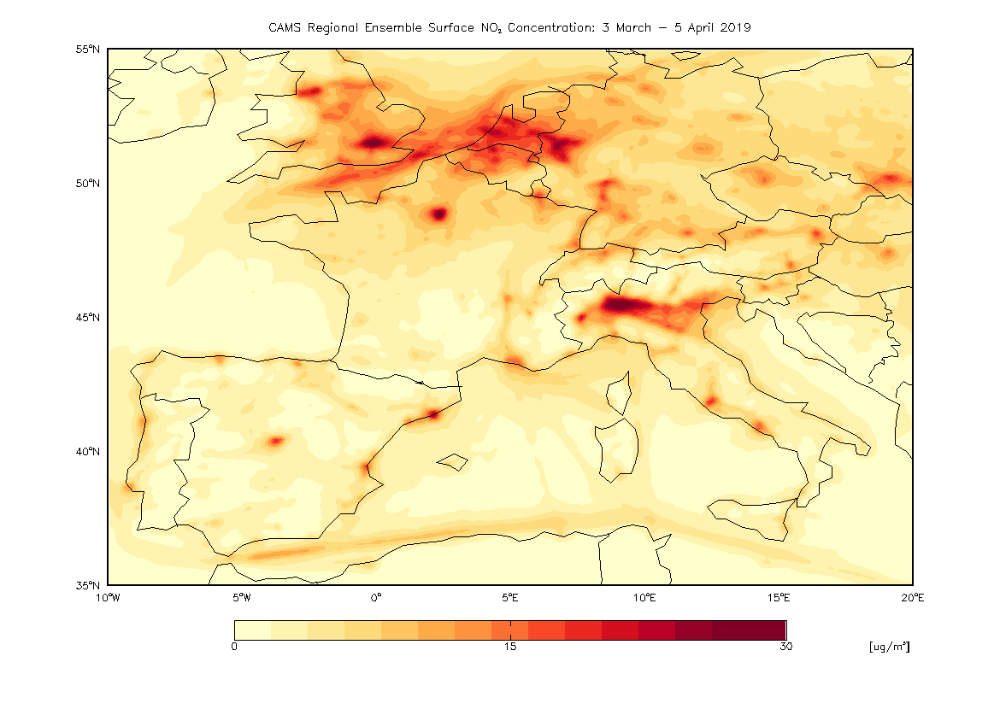 CAMS Regional Ensemble Surface NO₂ Concentration: 3 March – 5 April 2019
55°N
50°N
45°N
40°N
35°N
10°W 5°W 0° 5°E 10°E 15°E 20°E
0 15 30
[ug/m³]